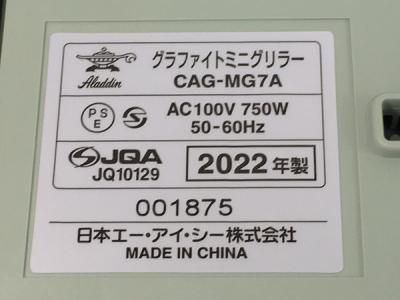 グラファイトミニグリラー
Aladdin
CAG-MG7A
PS
E
AC100V 750W
50-60Hz
JQA
JQ10129
2022年製
001875
日本エー・アイ・シー株式会社
MADE IN CHINA